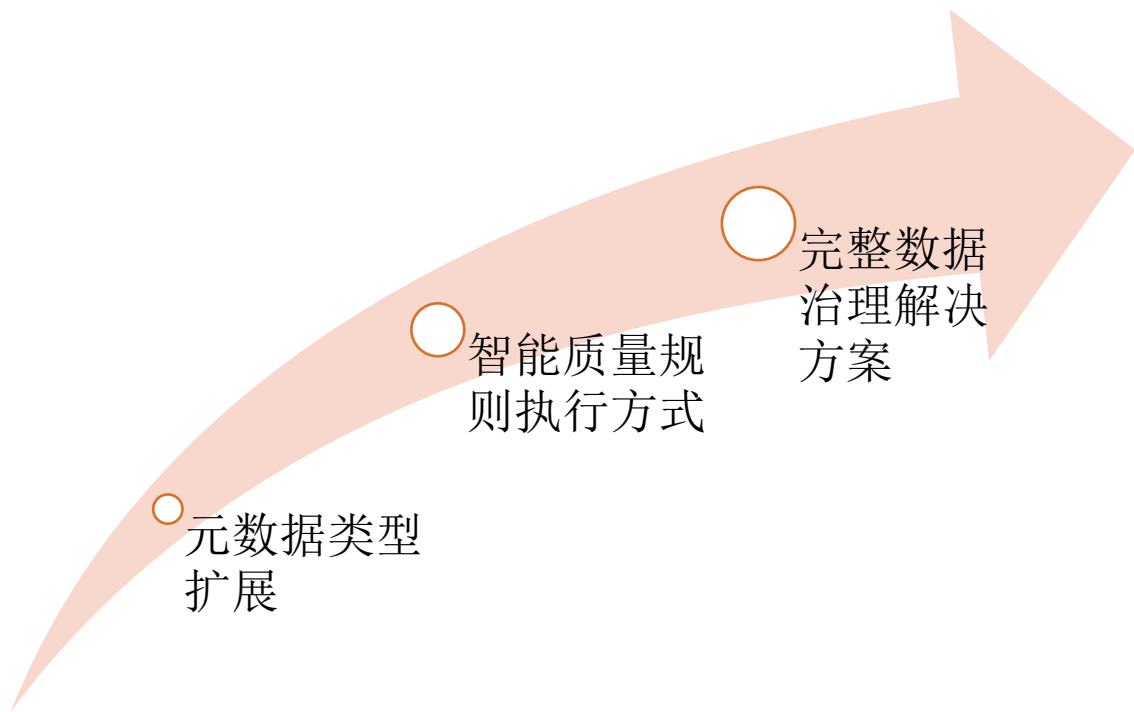 完整数据
治理解决
方案
智能质量规
则执行方式
元数据类型
扩展